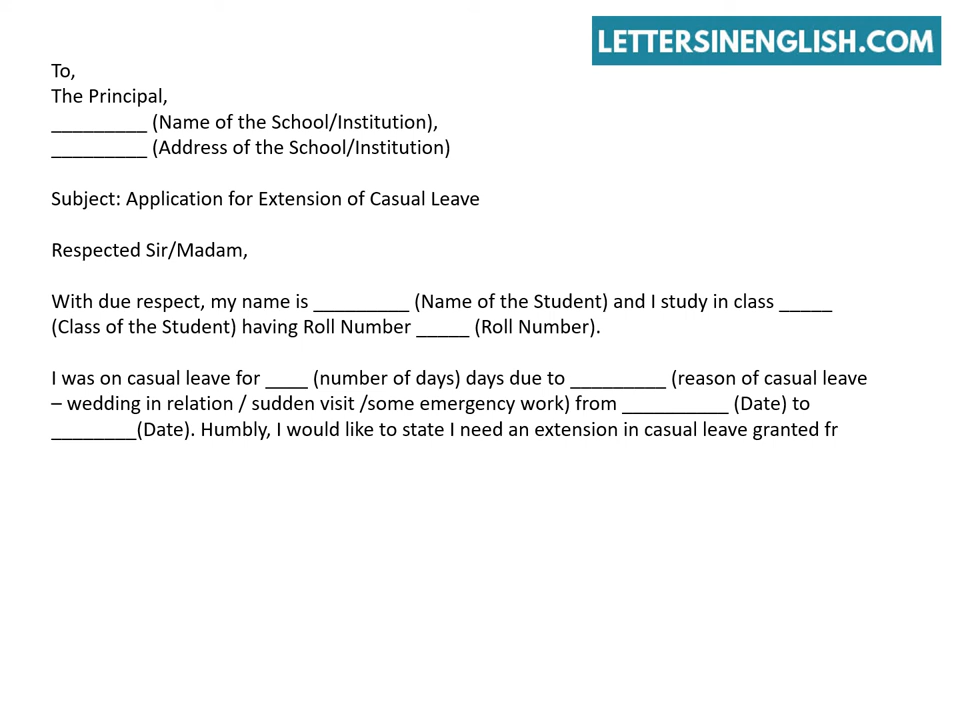 LETTERSINENGLISH.COM
To,
The Principal,
_________ (Name of the School/Institution),
_________ (Address of the School/Institution)
Subject: Application for Extension of Casual Leave
Respected Sir/Madam,
With due respect, my name is _________ (Name of the Student) and I study in class _____
(Class of the Student) having Roll Number _____ (Roll Number).
I was on casual leave for ____ (number of days) days due to _________ (reason of casual leave
– wedding in relation / sudden visit /some emergency work) from __________ (Date) to
________(Date). Humbly, I would like to state I need an extension in casual leave granted fr